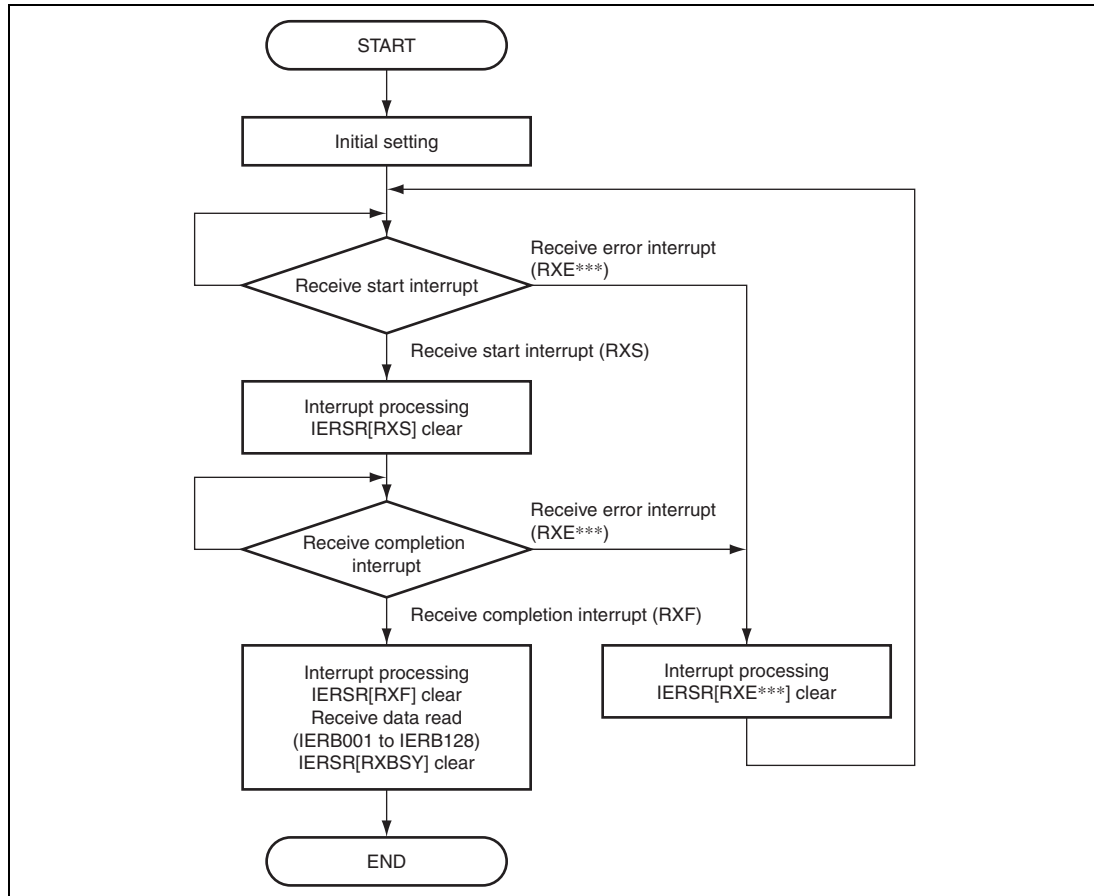 START
Initial setting
Receive error interrupt
(RXE***)
Receive start interrupt
Receive start interrupt (RXS)
Interrupt processing
IERSR[RXS] clear
Receive error interrupt
(RXE***)
Receive completion
interrupt
Receive completion interrupt (RXF)
Interrupt processing
IERSR[RXF] clear
Receive data read
(IERB001 to IERB128)
IERSR[RXBSY] clear
Interrupt processing
IERSR[RXE***] clear
END